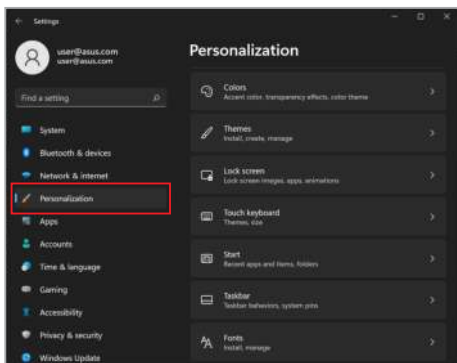 Settings
user@asus.com
user@asus.com
Find a setting
System
Bluetooth & devices
Network & internet
Personalization
Apps
Accounts
Time & language
Gaming
Accessibility
Privacy & security
Windows Update
Personalization
Colors
Accent color, transparency effects, color theme
Themes
Install, create, manage
Lock screen
Lock screen images, apps, animations
Touch keyboard
Themes, size
Start
Recent apps and items, folders
Taskbar
Taskbar behaviors, system pins
Fonts
Install, manage